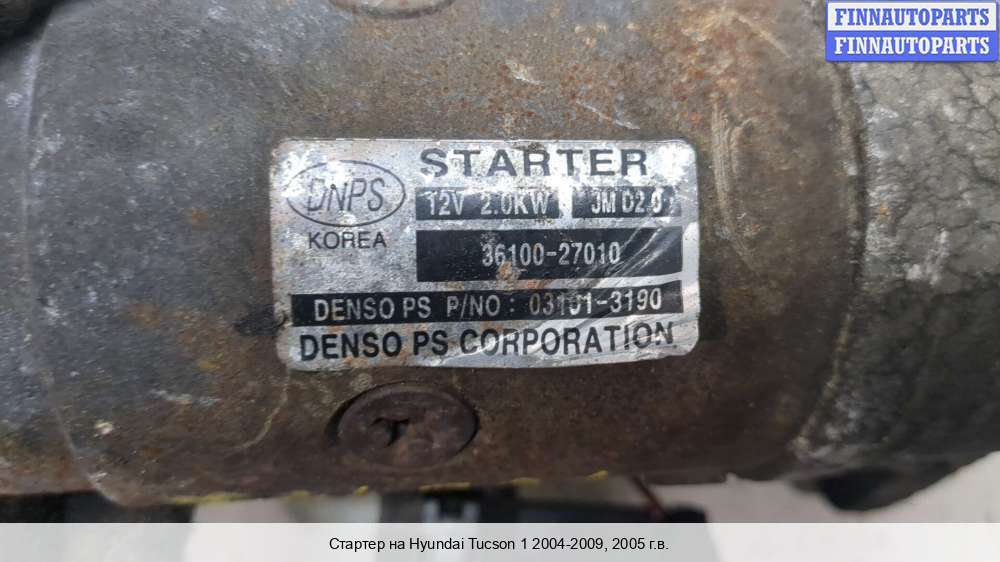 FINNAUTOPARTS
FINNAUTOPARTS
STARTER
DNPS
12V 2.0KW
KOREA
36100-27010
DENSO PS P/NO : 03101-3190
DENSO PS CORPORATION
Стартер на Hyundai Tucson 1 2004-2009, 2005 г.в.